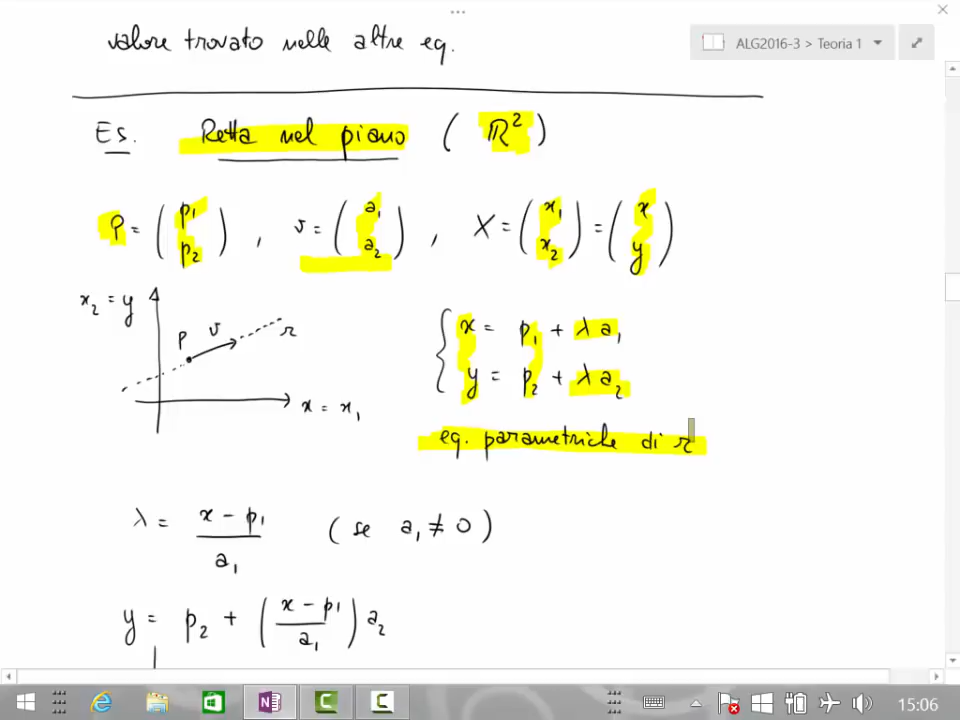 valore trovato nelle altre eq.
ALG2016-3 > Teoria 1
Es. Retta nel piano ( ℝ² )
P = ( p₁ p₂ ) , v = ( a₁ a₂ ) , X = ( x₁ x₂ ) = ( x y )
x₂ = y
P v r
x = x₁
{ x = p₁ + λ a₁
y = p₂ + λ a₂
eq. parametriche di r
λ = (x - p₁) / a₁ ( se a₁ ≠ 0 )
y = p₂ + ( (x - p₁) / a₁ ) a₂
15:06